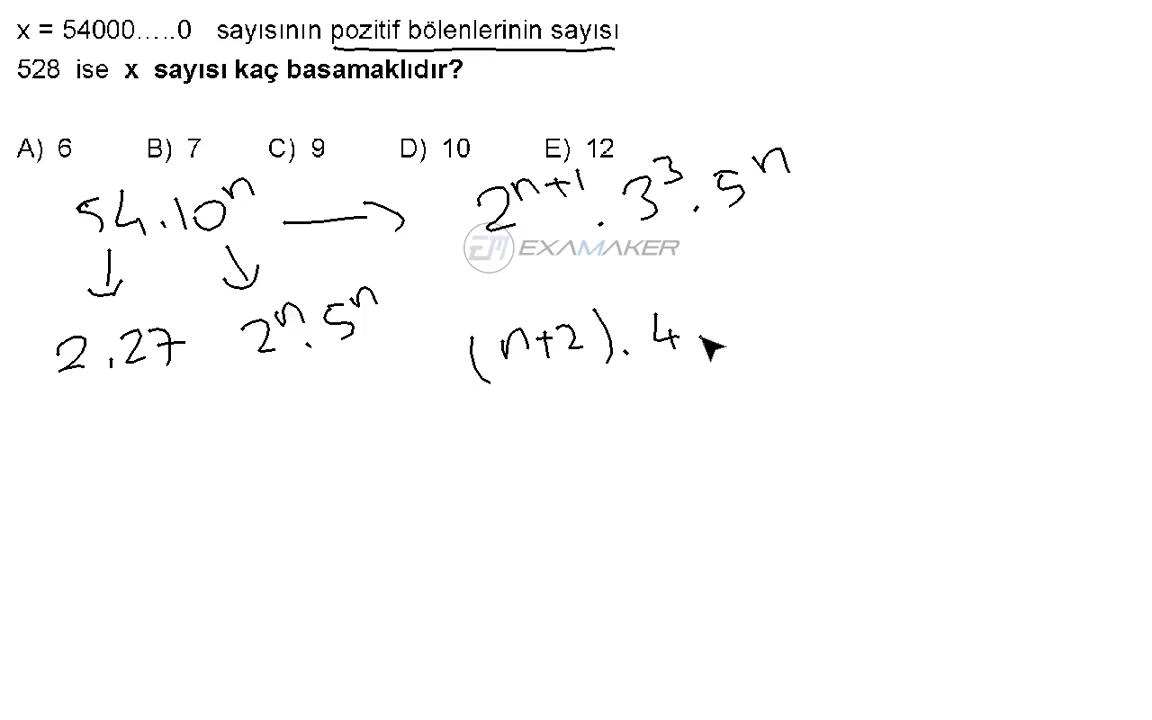 x = 54000…..0 sayısının pozitif bölenlerinin sayısı
528 ise x sayısı kaç basamaklıdır?
A) 6 B) 7 C) 9 D) 10 E) 12
54.10ⁿ → 2ⁿ⁺¹.3³.5ⁿ
EXAMAKER
↓ ↓
2.27 2ⁿ.5ⁿ (n+2).4